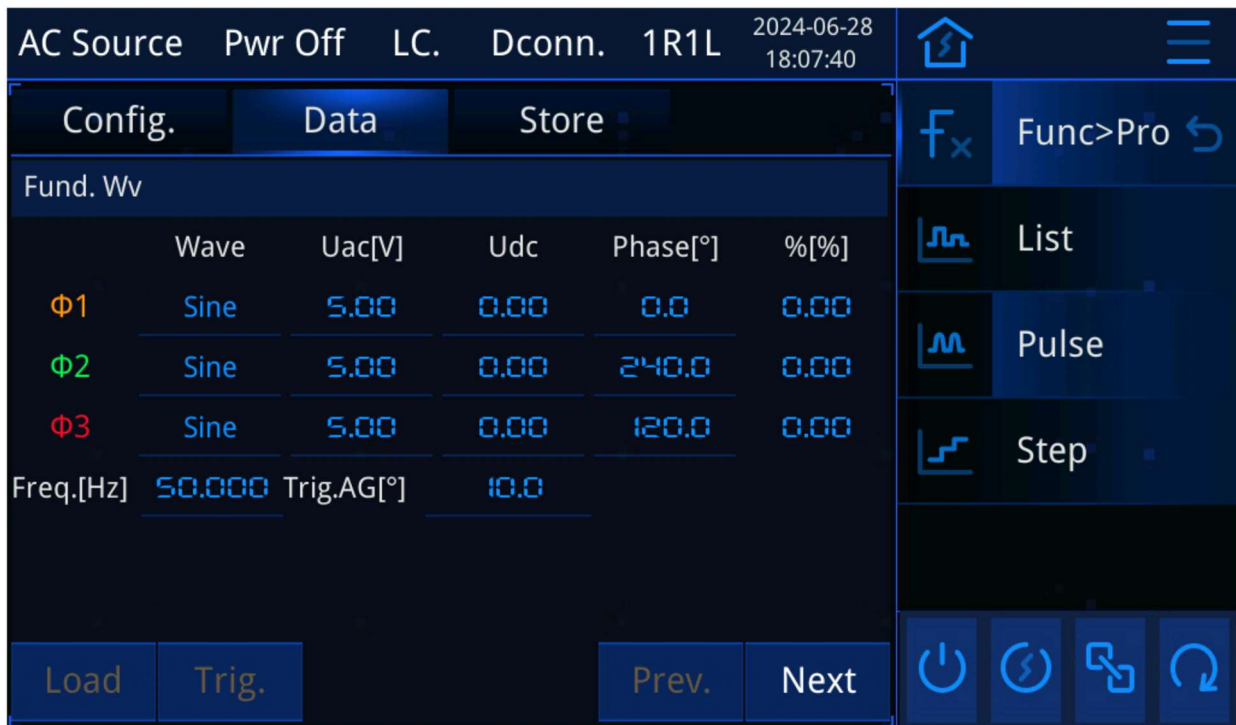 AC Source Pwr Off LC. Dconn. 1R1L 2024-06-28
18:07:40
Config. Data Store
Func>Pro
Fund. Wv
Wave Uac[V] Udc Phase[°] %[%]
List
Φ1 Sine 5.00 0.00 0.0 0.00
Pulse
Φ2 Sine 5.00 0.00 240.0 0.00
Φ3 Sine 5.00 0.00 120.0 0.00
Step
Freq.[Hz] 50.000 Trig.AG[°] 10.0
Load Trig. Prev. Next